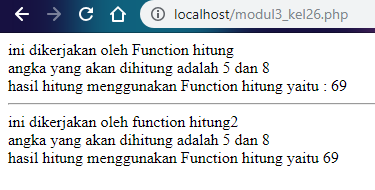 localhost/modul3_kel26.php
ini dikerjakan oleh Function hitung
angka yang akan dihitung adalah 5 dan 8
hasil hitung menggunakan Function hitung yaitu : 69
ini dikerjakan oleh function hitung2
angka yang akan dihitung adalah 5 dan 8
hasil hitung menggunakan Function hitung yaitu 69